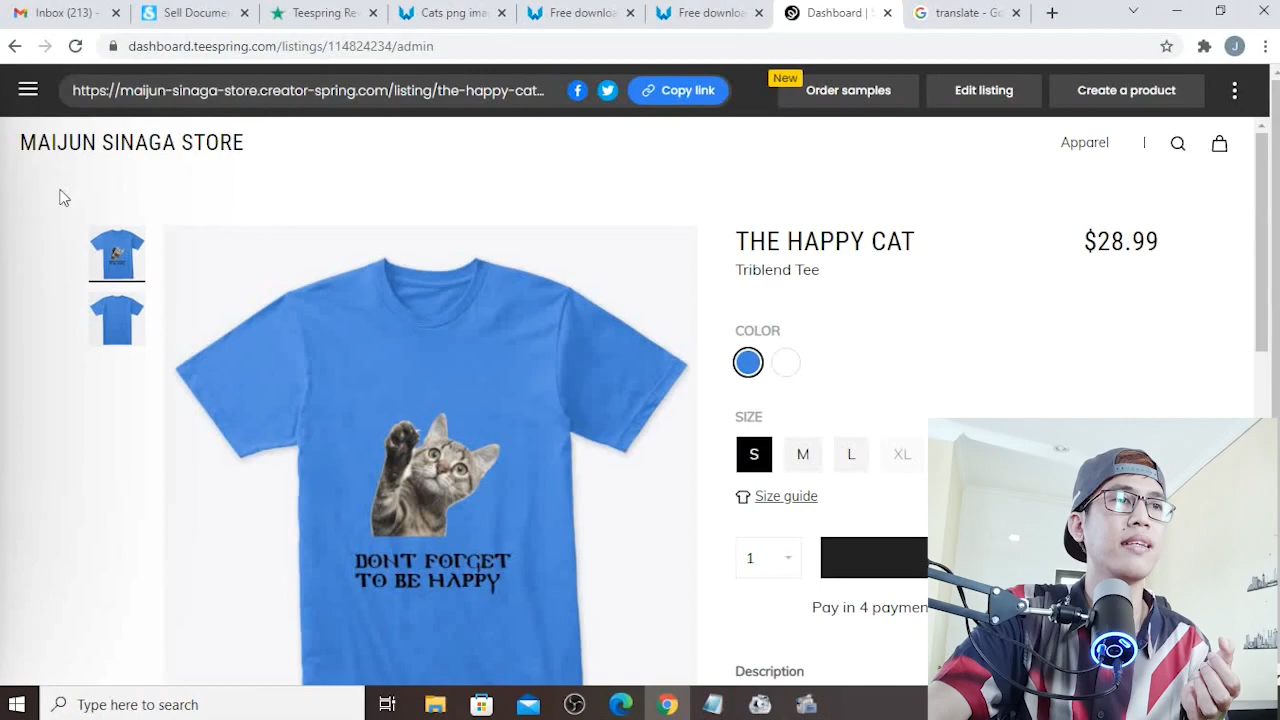 Inbox (213) -
Sell Docume
Teespring Re
Cats png ima
Free downloa
Free downloa
Dashboard |
translate - Go
dashboard.teespring.com/listings/114824234/admin
https://maijun-sinaga-store.creator-spring.com/listing/the-happy-cat...
Copy link
New
Order samples
Edit listing
Create a product
MAIJUN SINAGA STORE
Apparel
THE HAPPY CAT
$28.99
Triblend Tee
COLOR
SIZE
S
M
L
XL
Size guide
DONT FORGET
TO BE HAPPY
1
Pay in 4 paymen
Description
Type here to search